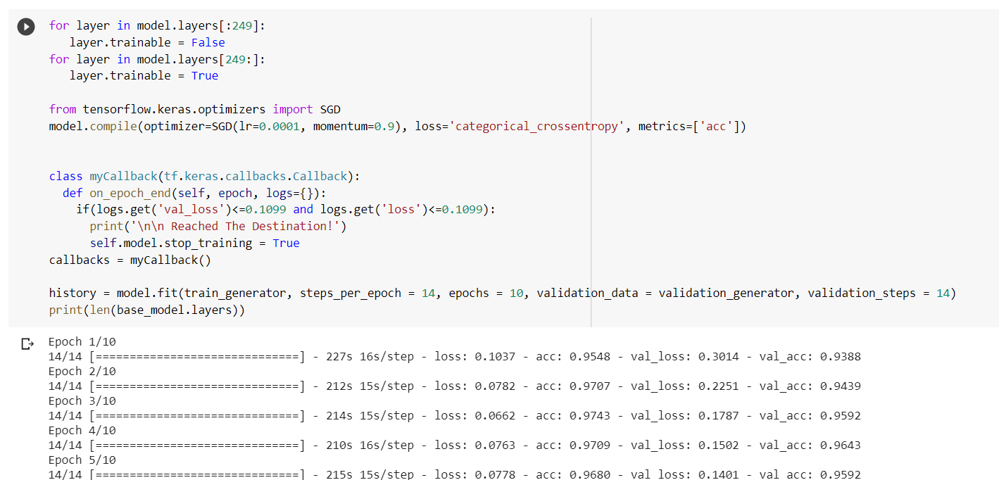 for layer in model.layers[:249]:
   layer.trainable = False
for layer in model.layers[249:]:
   layer.trainable = True
from tensorflow.keras.optimizers import SGD
model.compile(optimizer=SGD(lr=0.0001, momentum=0.9), loss='categorical_crossentropy', metrics=['acc'])
class myCallback(tf.keras.callbacks.Callback):
  def on_epoch_end(self, epoch, logs={}):
    if(logs.get('val_loss')<=0.1099 and logs.get('loss')<=0.1099):
      print('\n\n Reached The Destination!')
      self.model.stop_training = True
callbacks = myCallback()
history = model.fit(train_generator, steps_per_epoch = 14, epochs = 10, validation_data = validation_generator, validation_steps = 14)
print(len(base_model.layers))
Epoch 1/10
14/14 [==============================] - 227s 16s/step - loss: 0.1037 - acc: 0.9548 - val_loss: 0.3014 - val_acc: 0.9388
Epoch 2/10
14/14 [==============================] - 212s 15s/step - loss: 0.0782 - acc: 0.9707 - val_loss: 0.2251 - val_acc: 0.9439
Epoch 3/10
14/14 [==============================] - 214s 15s/step - loss: 0.0662 - acc: 0.9743 - val_loss: 0.1787 - val_acc: 0.9592
Epoch 4/10
14/14 [==============================] - 210s 16s/step - loss: 0.0763 - acc: 0.9709 - val_loss: 0.1502 - val_acc: 0.9643
Epoch 5/10
14/14 [==============================] - 215s 15s/step - loss: 0.0778 - acc: 0.9680 - val_loss: 0.1401 - val_acc: 0.9592